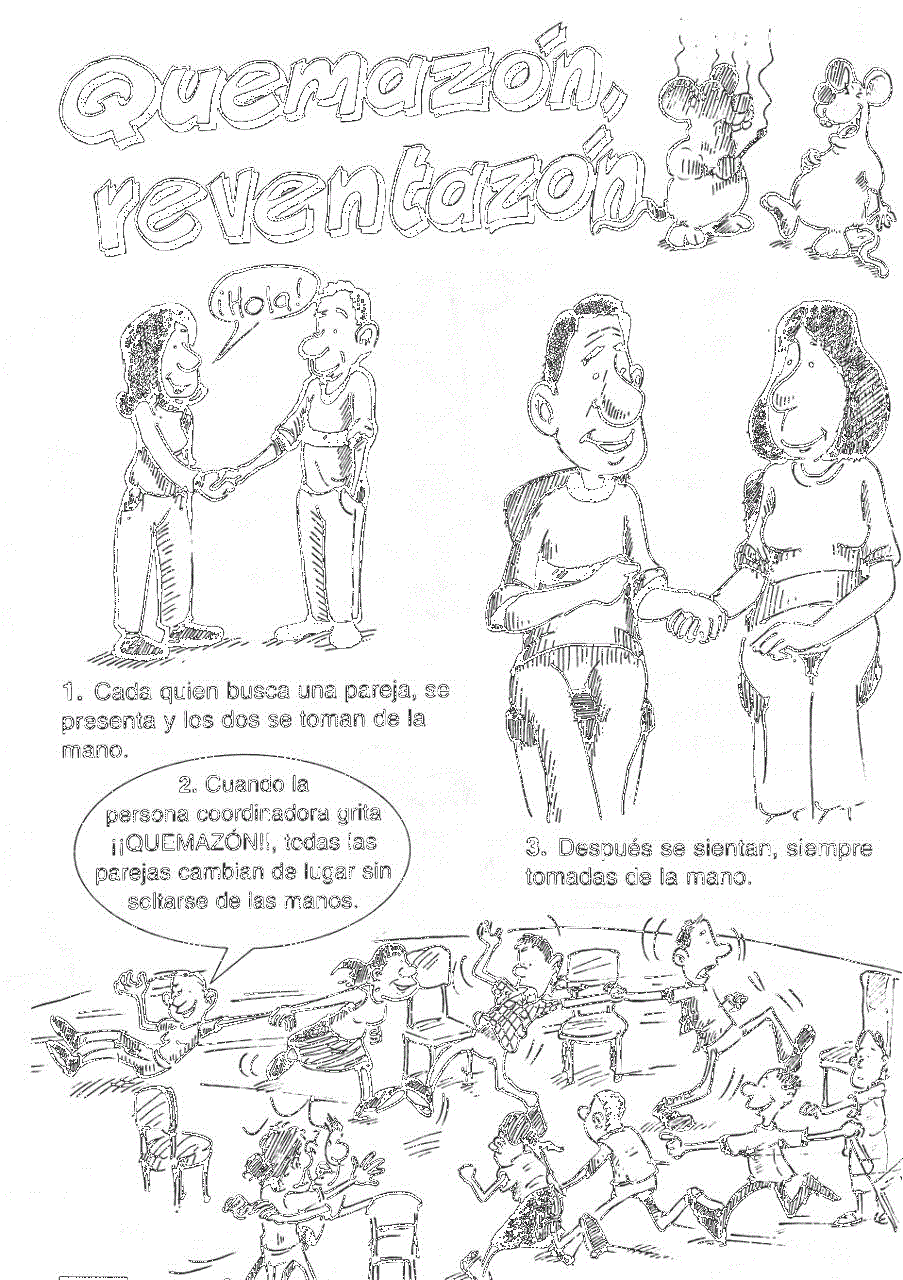 Quemazón,
reventazón
¡Hola!
1. Cada quien busca una pareja, se
presenta y los dos se toman de la
mano.
2. Cuando la
persona coordinadora grita
¡¡QUEMAZÓN!!, todas las
parejas cambian de lugar sin
soltarse de las manos.
3. Después se sientan, siempre
tomadas de la mano.